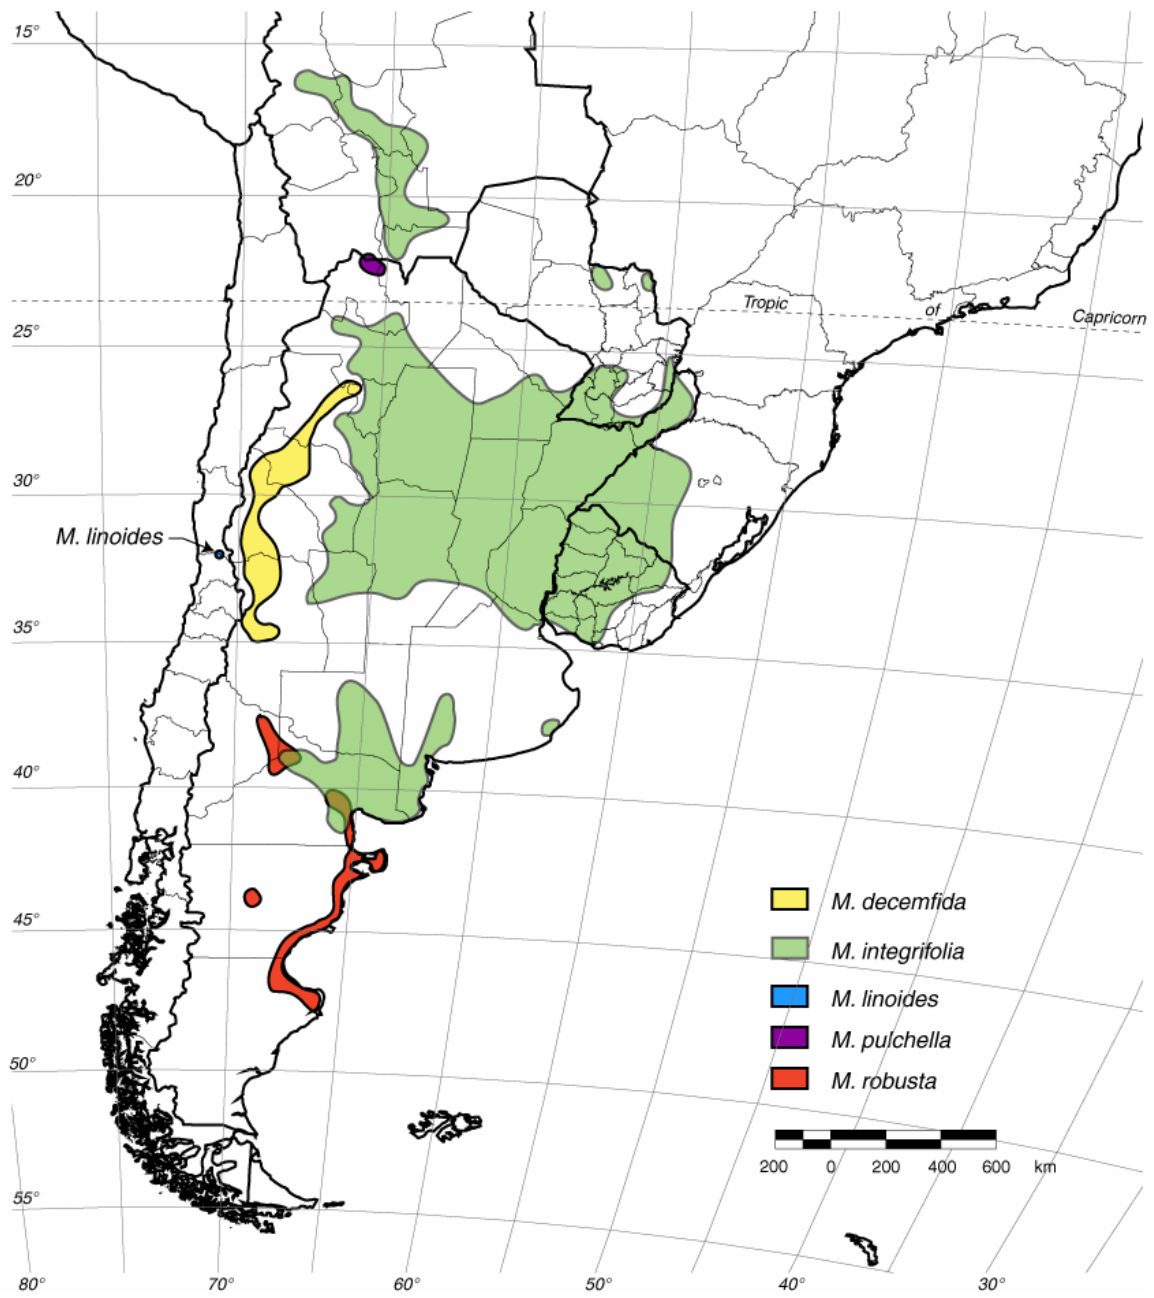 15°
20°
Tropic of Capricorn
25°
30°
M. linoides
35°
40°
45°
50°
55°
M. decemfida
M. integrifolia
M. linoides
M. pulchella
M. robusta
200 0 200 400 600 km
80° 70° 60° 50° 40° 30°